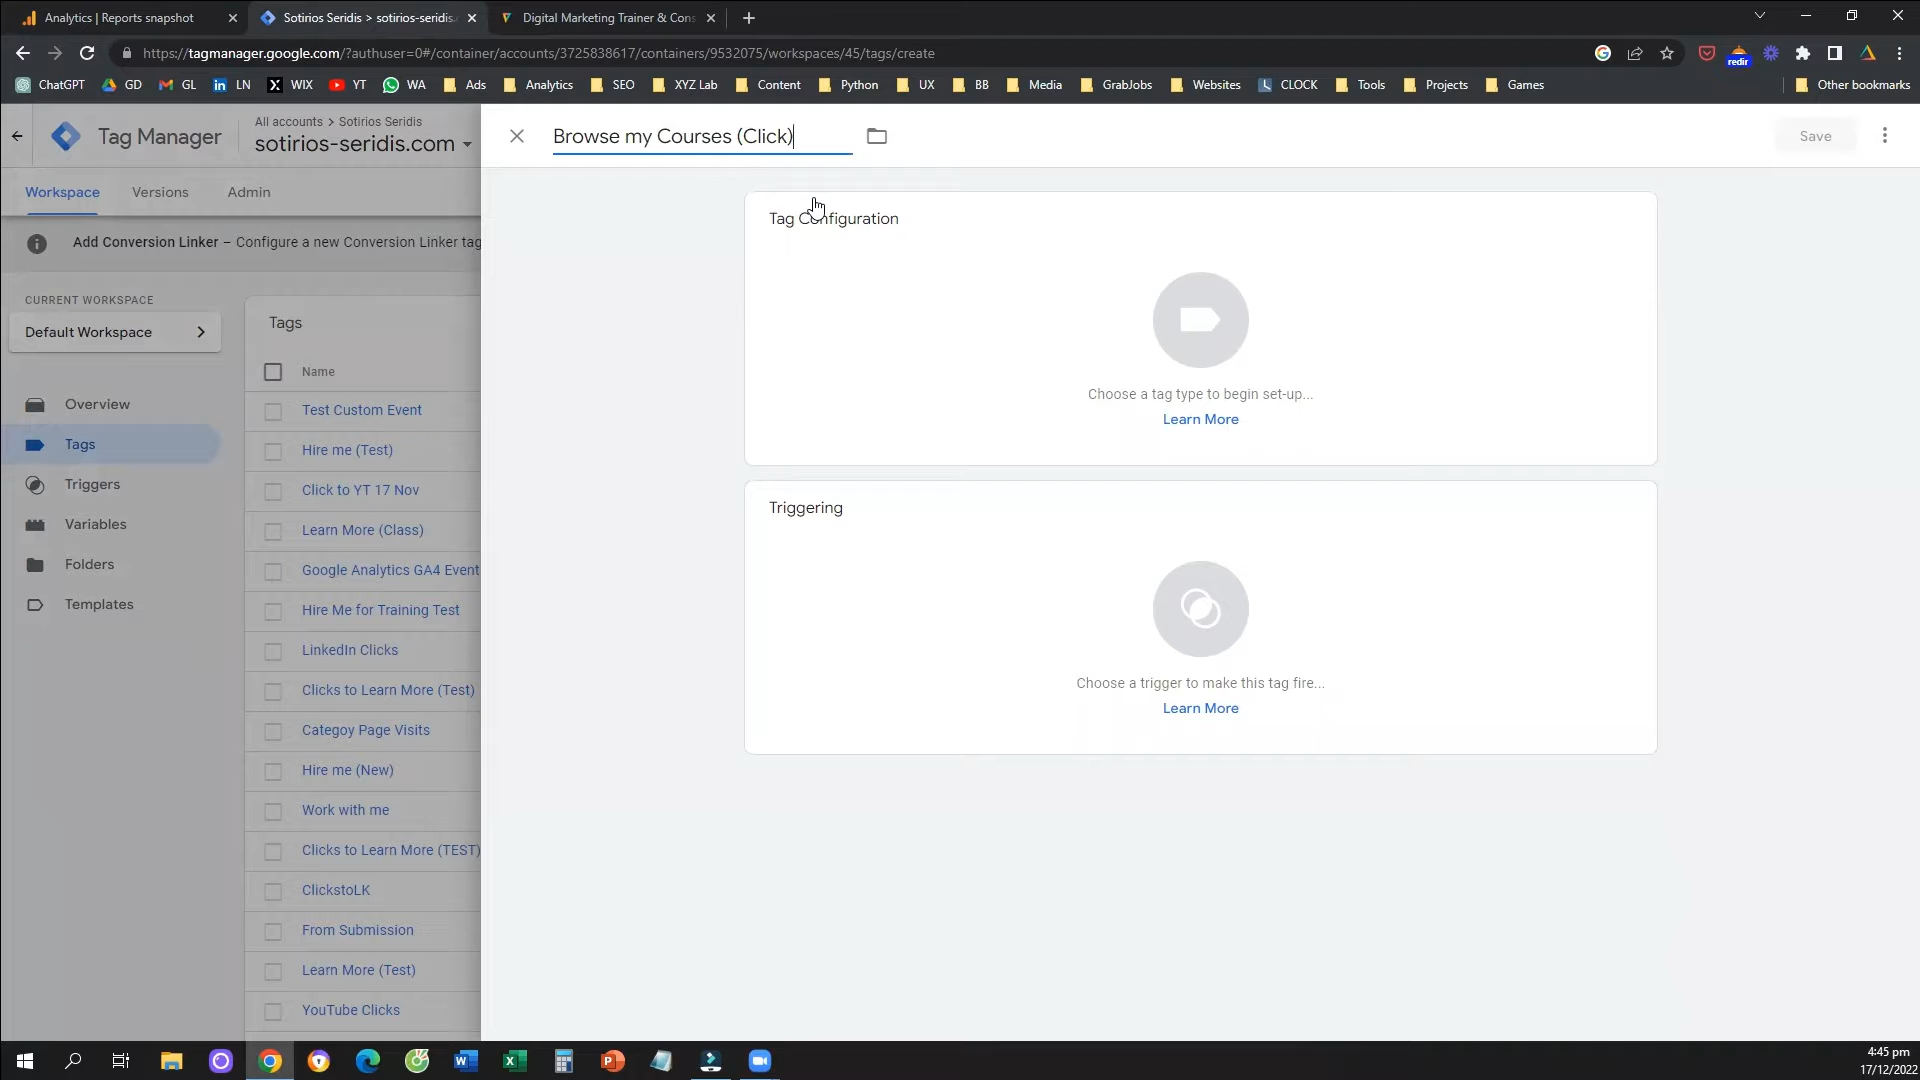 Analytics | Reports snapshot
Sotirios Seridis > sotirios-seridis.
Digital Marketing Trainer & Cons
https://tagmanager.google.com/?authuser=0#/container/accounts/3725838617/containers/9532075/workspaces/45/tags/create
redir
ChatGPT GD GL LN WIX YT WA Ads Analytics SEO XYZ Lab Content Python UX BB Media GrabJobs Websites CLOCK Tools Projects Games Other bookmarks
Tag Manager
All accounts > Sotirios Seridis
sotirios-seridis.com
Browse my Courses (Click)
Save
Workspace Versions Admin
Add Conversion Linker – Configure a new Conversion Linker tag
CURRENT WORKSPACE
Default Workspace
Overview
Tags
Triggers
Variables
Folders
Templates
Tags
Name
Test Custom Event
Hire me (Test)
Click to YT 17 Nov
Learn More (Class)
Google Analytics GA4 Event
Hire Me for Training Test
LinkedIn Clicks
Clicks to Learn More (Test)
Categoy Page Visits
Hire me (New)
Work with me
Clicks to Learn More (TEST)
ClickstoLK
From Submission
Learn More (Test)
YouTube Clicks
Tag Configuration
Choose a tag type to begin set-up...
Learn More
Triggering
Choose a trigger to make this tag fire...
Learn More
4:45 pm
17/12/2022